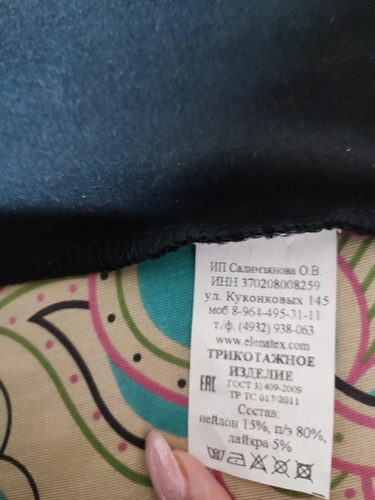 ИП Салимзянова О.В.
ИНН 370208008259
ул. Куконковых 145
моб 8-964-495-31-11
т./ф. (4932) 938-063
www.elenatex.com
ТРИКОТАЖНОЕ
ИЗДЕЛИЕ
EAC ГОСТ 31409-2009
ТР ТС 017/2011
Состав:
нейлон 15%, п/э 80%,
лайкра 5%